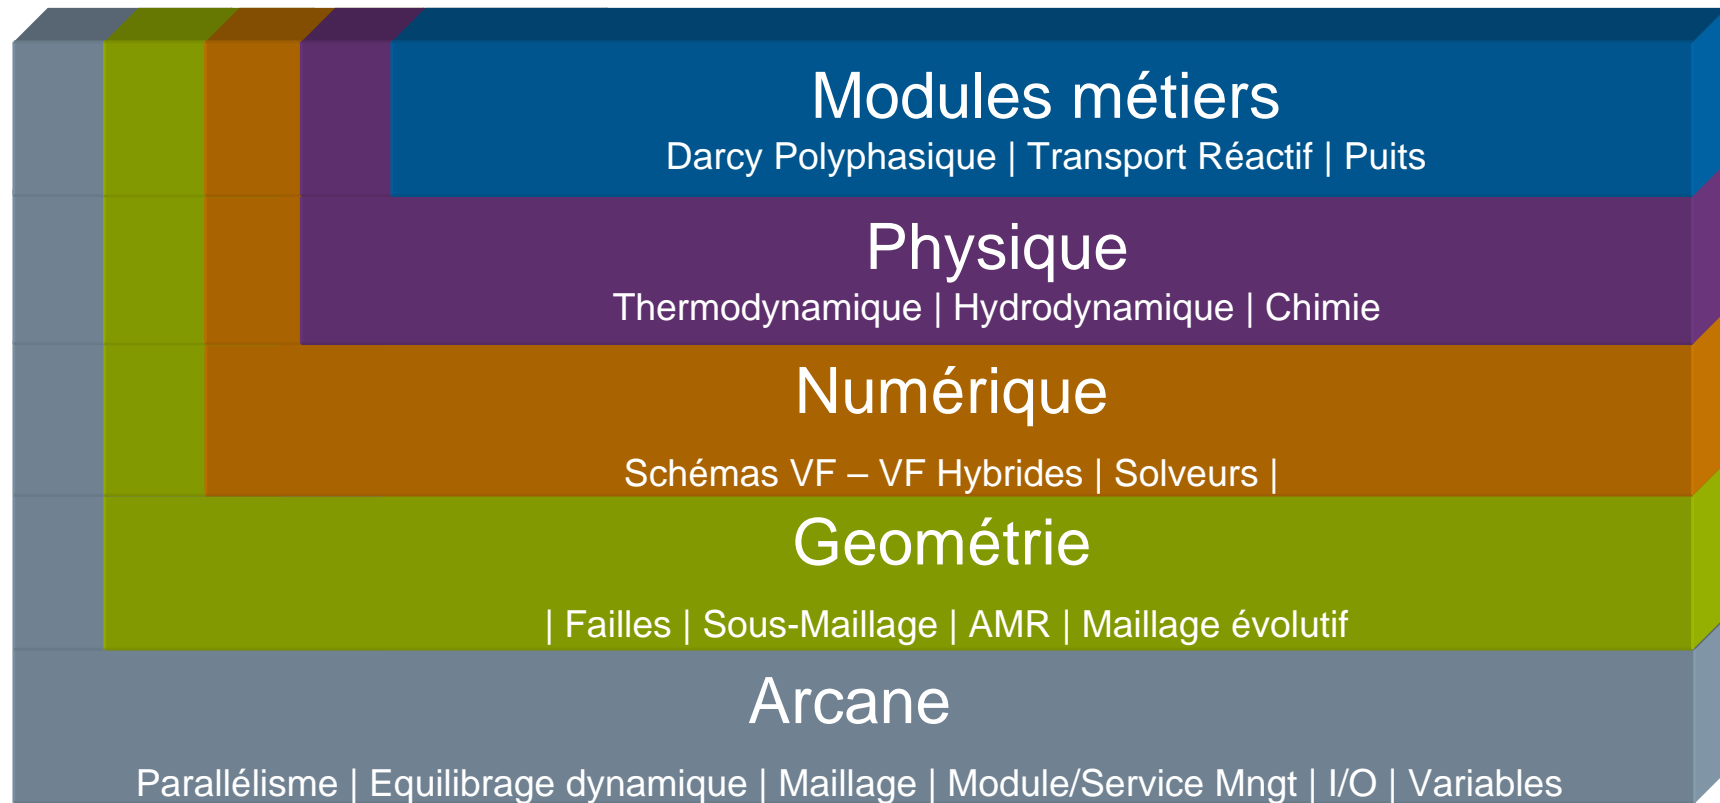 Modules métiers
Darcy Polyphasique | Transport Réactif | Puits
Physique
Thermodynamique | Hydrodynamique | Chimie
Numérique
Schémas VF – VF Hybrides | Solveurs |
Geométrie
| Failles | Sous-Maillage | AMR | Maillage évolutif
Arcane
Parallélisme | Equilibrage dynamique | Maillage | Module/Service Mngt | I/O | Variables